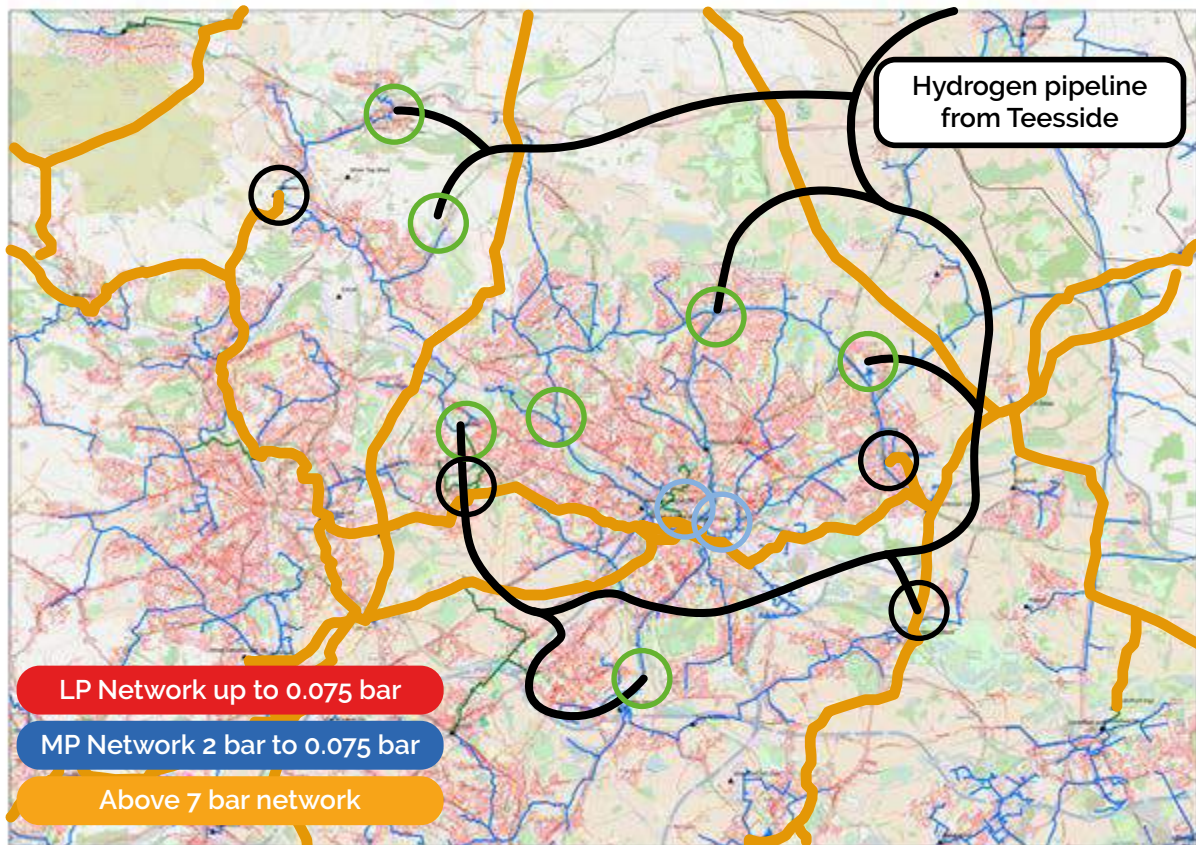 Hydrogen pipeline
from Teesside
LP Network up to 0.075 bar
MP Network 2 bar to 0.075 bar
Above 7 bar network